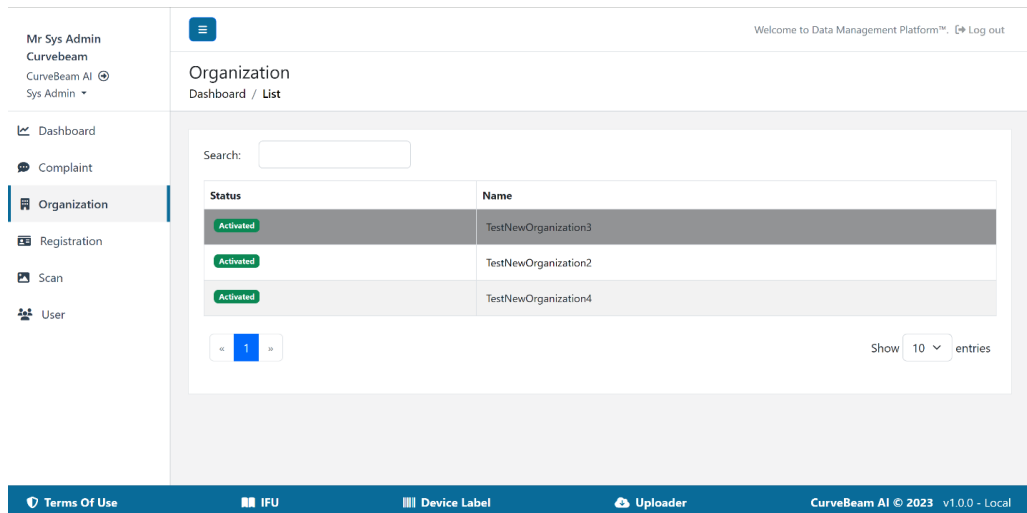 Mr Sys Admin
Curvebeam
CurveBeam AI
Sys Admin
Dashboard
Complaint
Organization
Registration
Scan
User
Welcome to Data Management Platform™. Log out
Organization
Dashboard / List
Search:
Status Name
Activated TestNewOrganization3
Activated TestNewOrganization2
Activated TestNewOrganization4
« 1 » Show 10 entries
Terms Of Use IFU Device Label Uploader CurveBeam AI © 2023 v1.0.0 - Local